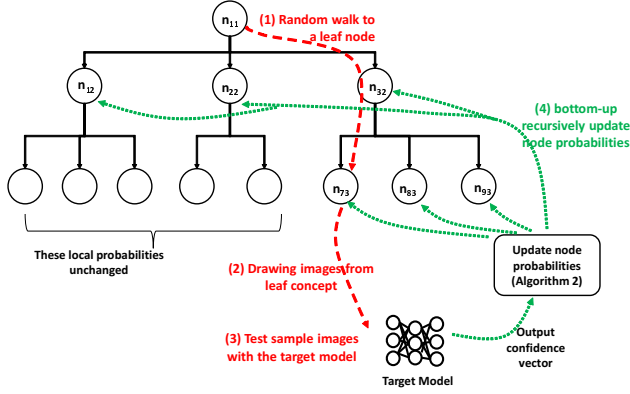 n11
(1) Random walk to
a leaf node
n12
n22
n32
(4) bottom-up
recursively update
node probabilities
n73
n83
n93
These local probabilities
unchanged
Update node
probabilities
(Algorithm 2)
(2) Drawing images from
leaf concept
(3) Test sample images
with the target model
Output
confidence
vector
Target Model